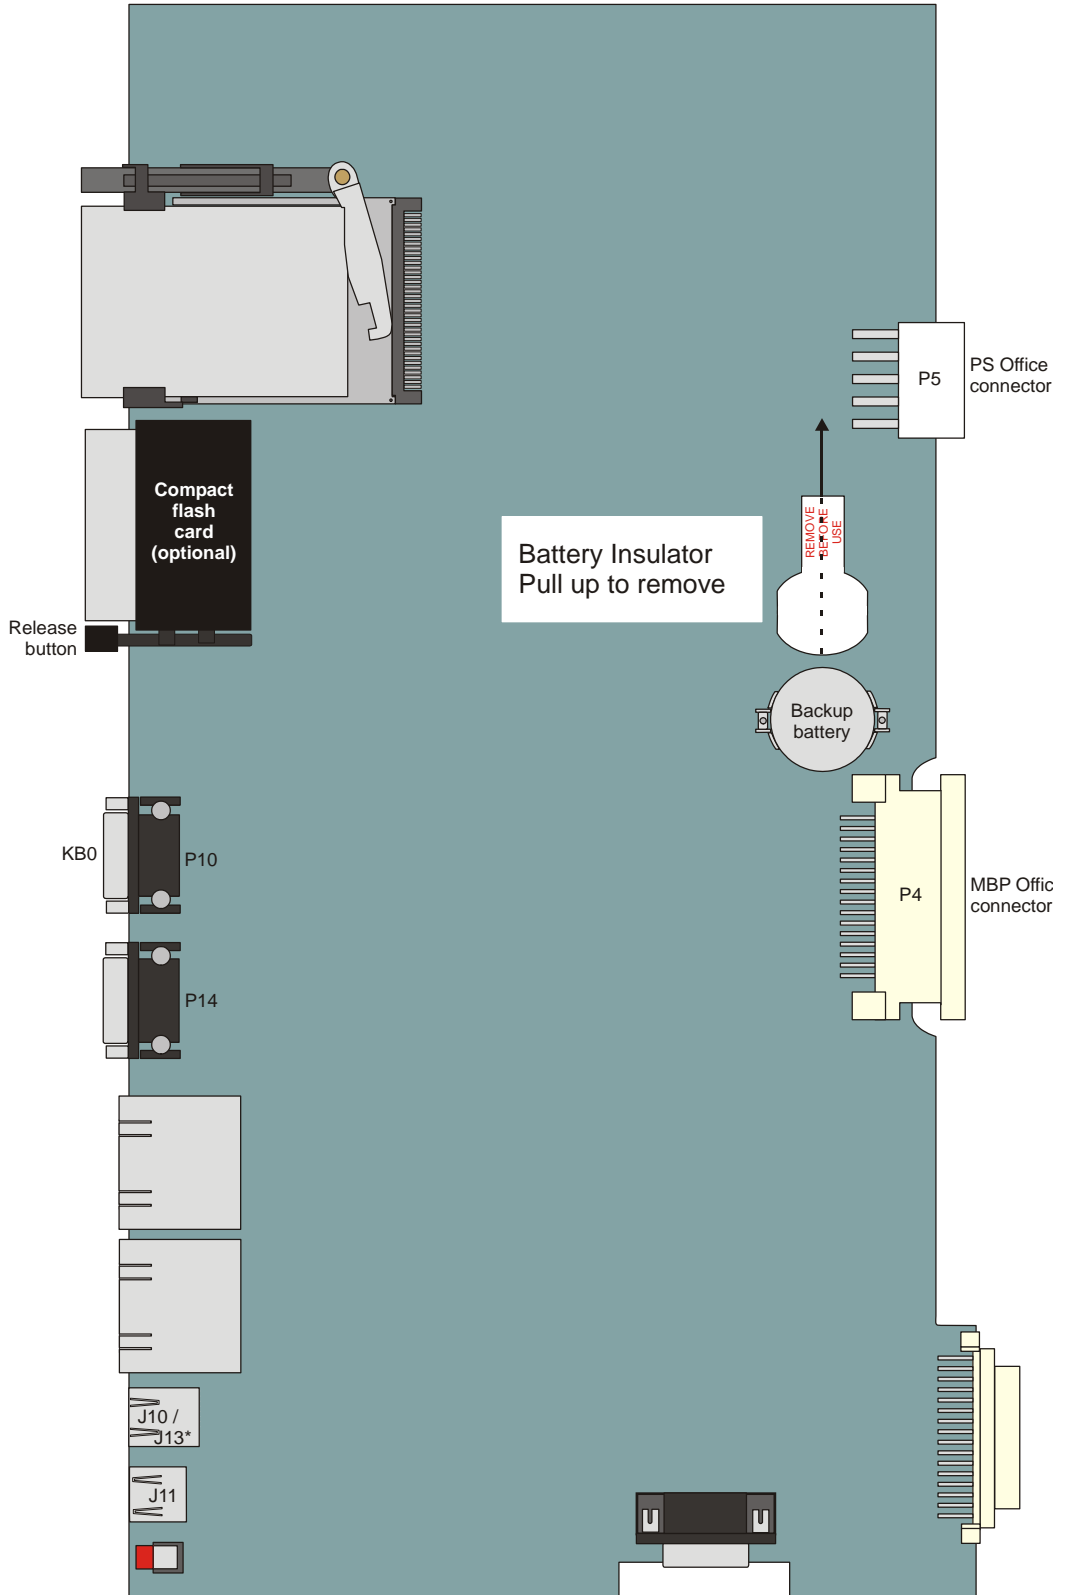 P5
PS Office
connector
Compact
flash
card
(optional)
REMOVE
BEFORE
USE
Battery Insulator
Pull up to remove
Release
button
Backup
battery
KB0
P10
P4
MBP Offic
connector
P14
J10 /
J13*
J11